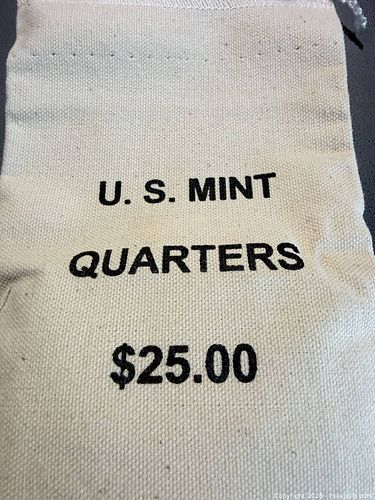 U. S. MINT
QUARTERS
$25.00